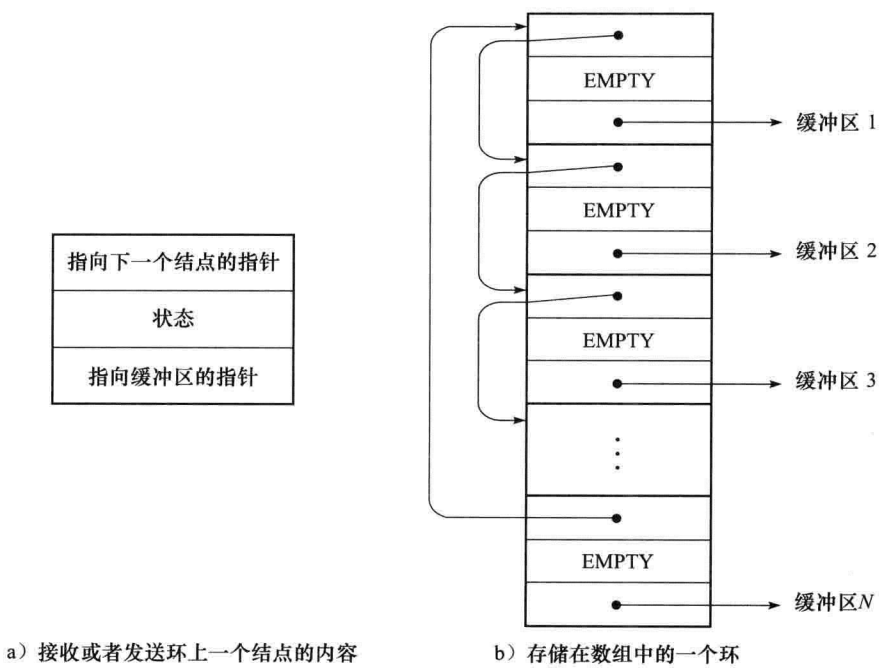 指向下一个结点的指针
状态
指向缓冲区的指针
a）接收或者发送环上一个结点的内容
EMPTY
缓冲区 1
EMPTY
缓冲区 2
EMPTY
缓冲区 3
⋮
EMPTY
缓冲区N
b）存储在数组中的一个环